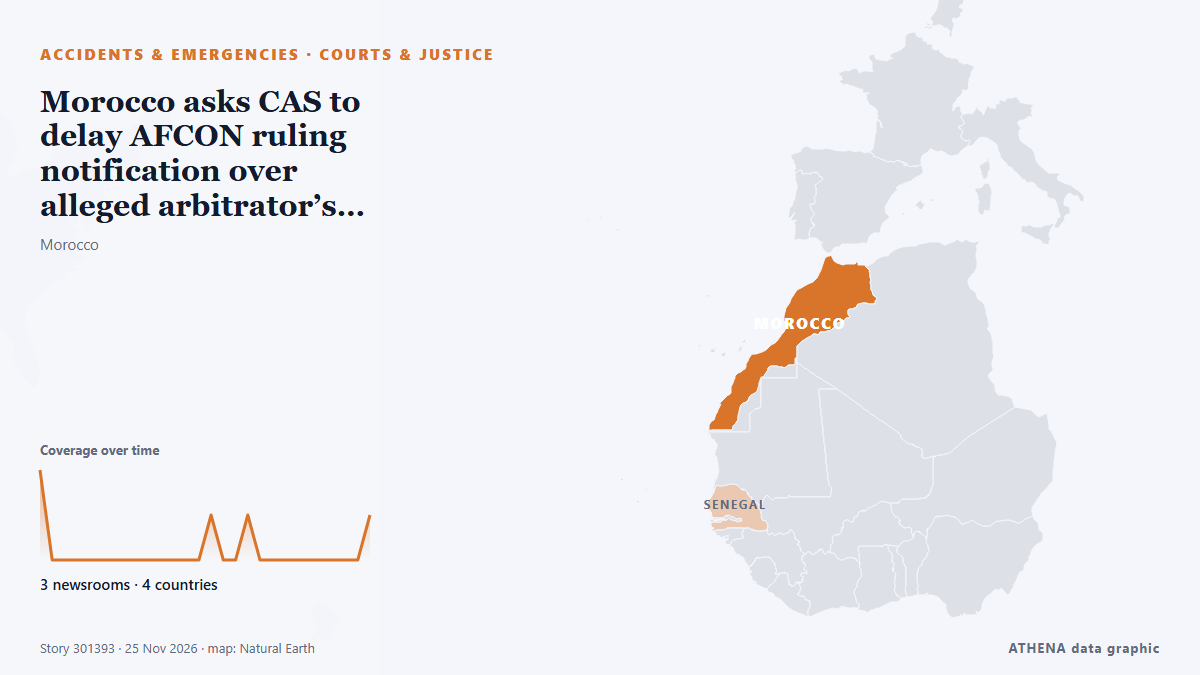 ACCIDENTS & EMERGENCIES · COURTS & JUSTICE
Morocco asks CAS to
delay AFCON ruling
notification over
alleged arbitrator’s...
Morocco
MOROCCO
SENEGAL
Coverage over time
3 newsrooms · 4 countries
Story 301393 · 25 Nov 2026 · map: Natural Earth
ATHENA data graphic